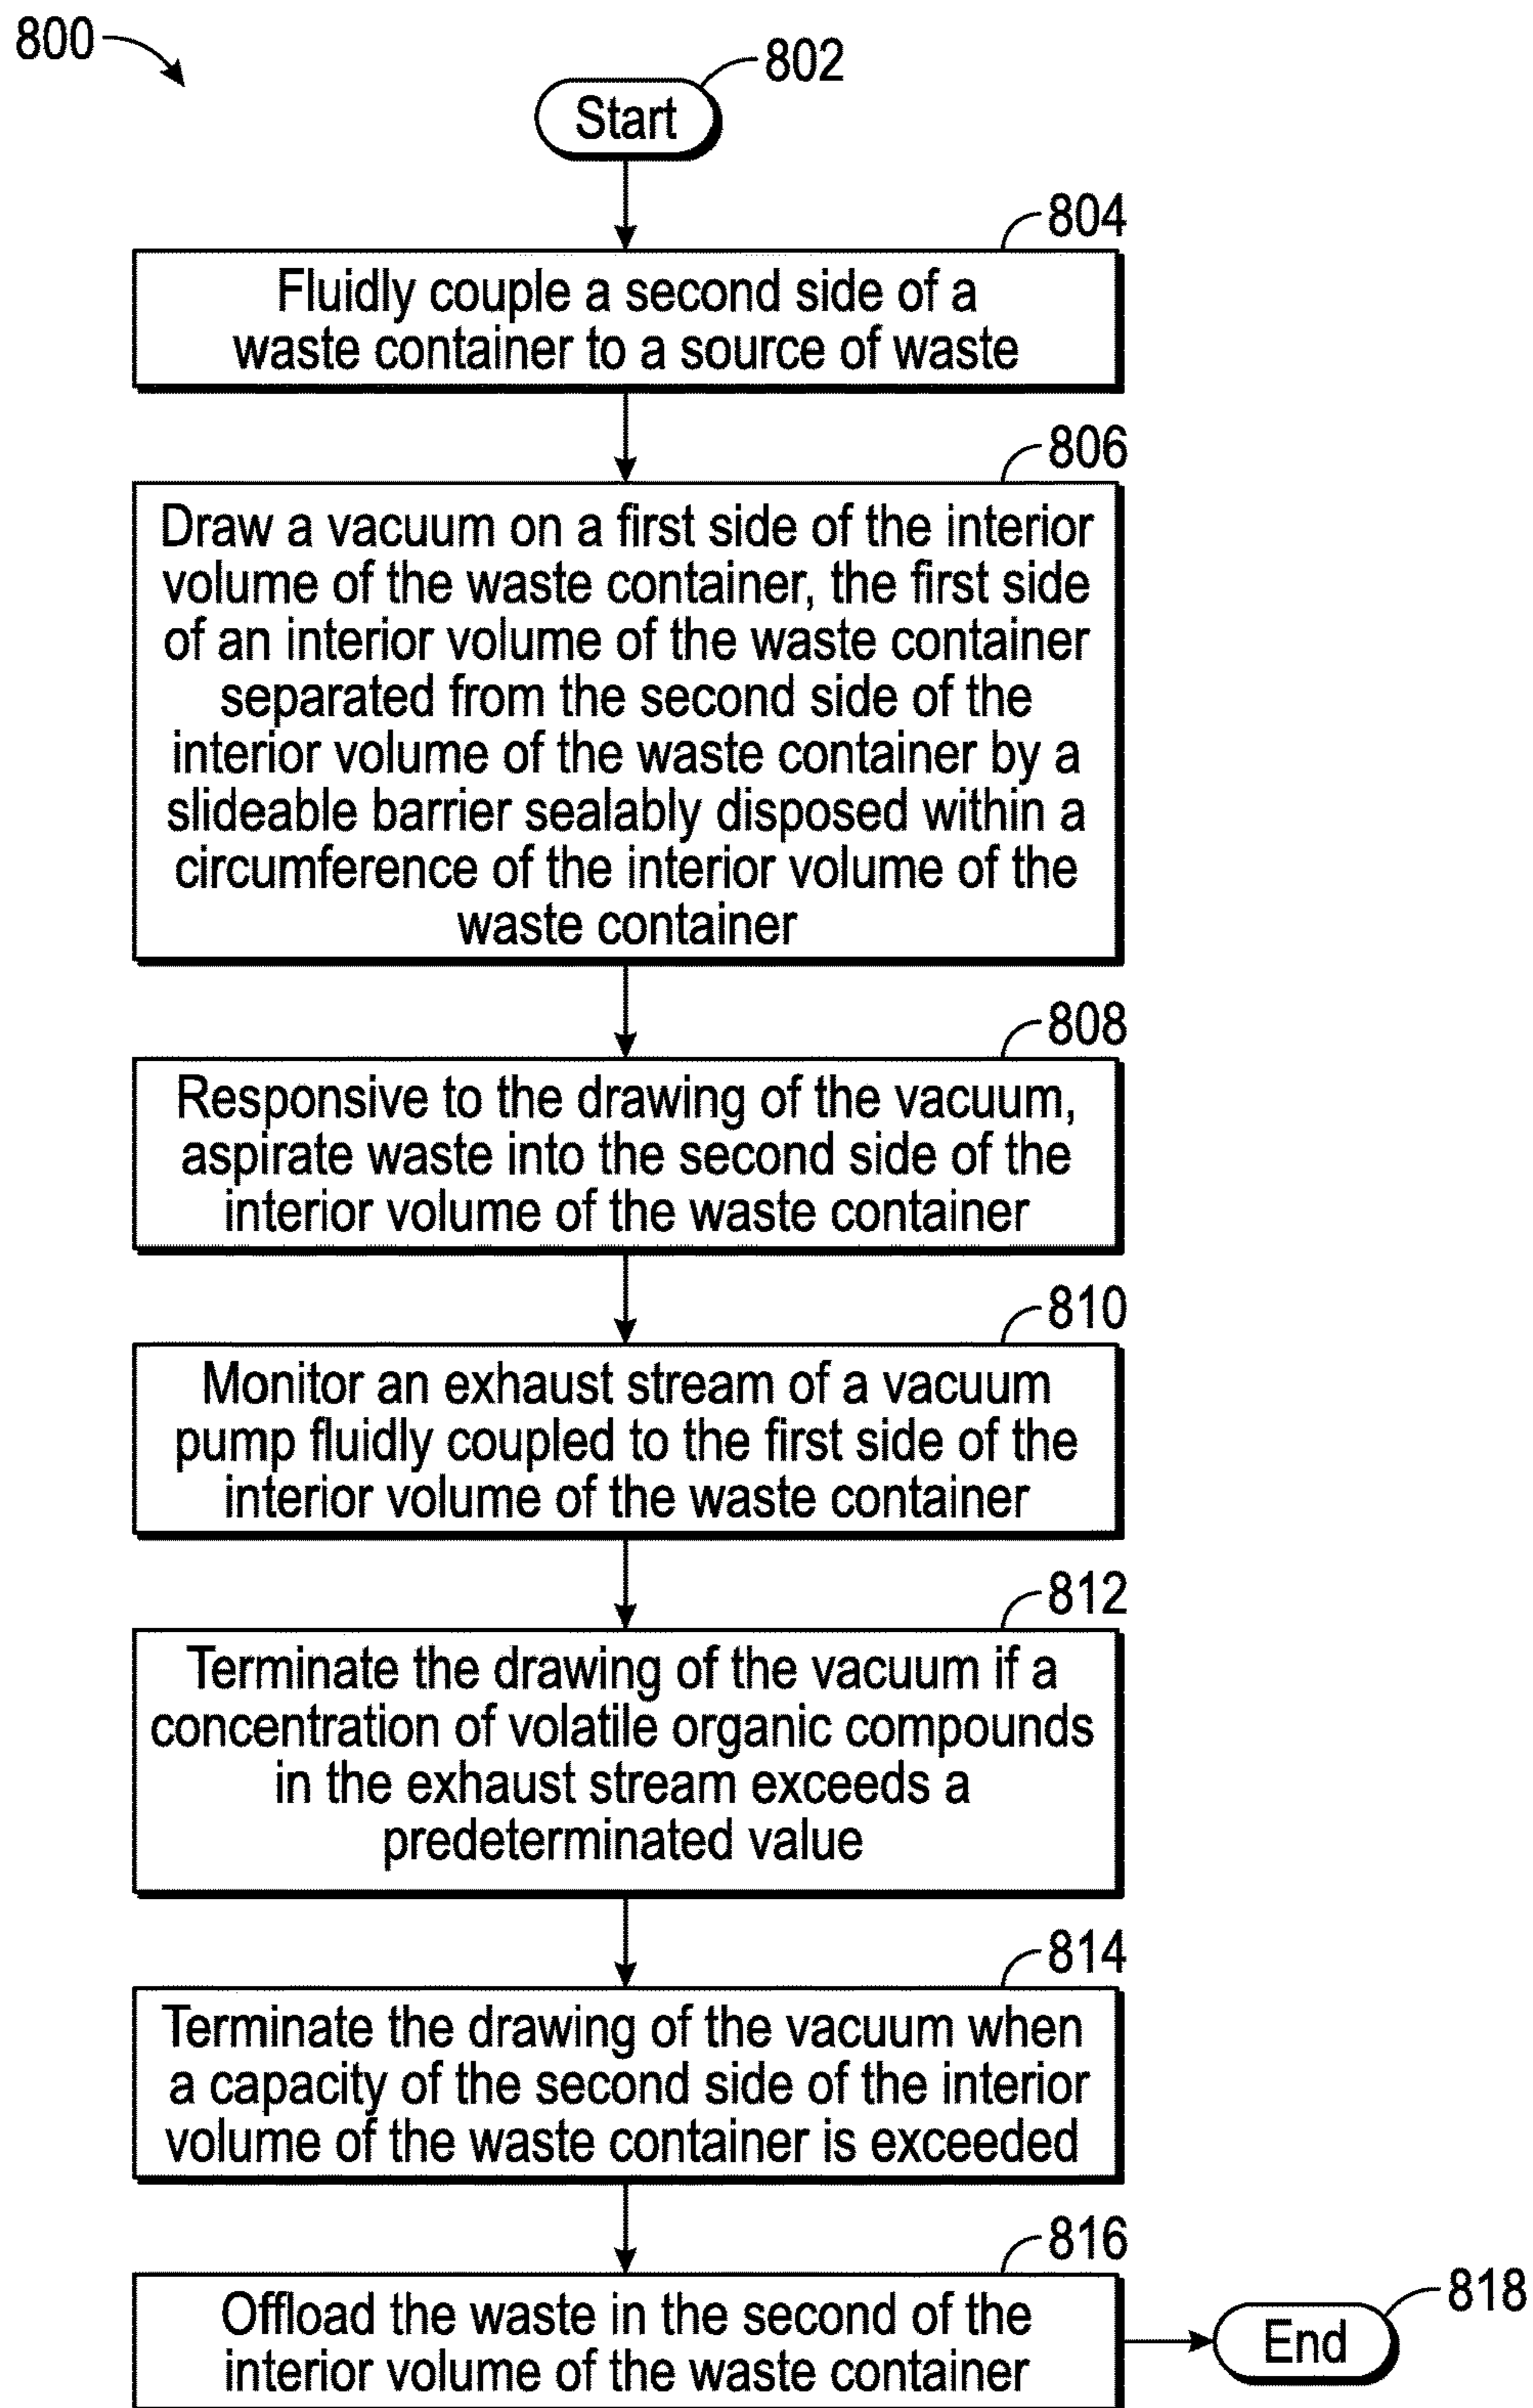 800
802
Start
804
Fluidly couple a second side of a
waste container to a source of waste
806
Draw a vacuum on a first side of the interior
volume of the waste container, the first side
of an interior volume of the waste container
separated from the second side of the
interior volume of the waste container by a
slideable barrier sealably disposed within a
circumference of the interior volume of the
waste container
808
Responsive to the drawing of the vacuum,
aspirate waste into the second side of the
interior volume of the waste container
810
Monitor an exhaust stream of a vacuum
pump fluidly coupled to the first side of the
interior volume of the waste container
812
Terminate the drawing of the vacuum if a
concentration of volatile organic compounds
in the exhaust stream exceeds a
predeterminated value
814
Terminate the drawing of the vacuum when
a capacity of the second side of the interior
volume of the waste container is exceeded
816
Offload the waste in the second of the
interior volume of the waste container
818
End